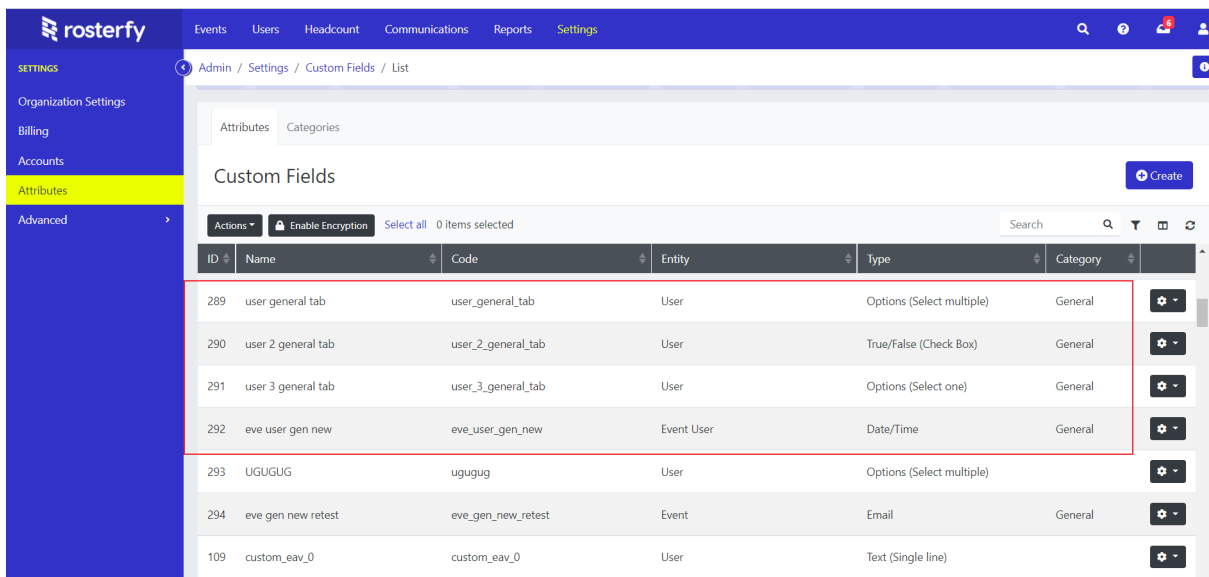 rosterfy Events Users Headcount Communications Reports Settings 6
SETTINGS Admin / Settings / Custom Fields / List
Organization Settings
Billing
Accounts
Attributes
Advanced
Attributes Categories
Custom Fields Create
Actions Enable Encryption Select all 0 items selected Search
ID Name Code Entity Type Category
289 user general tab user_general_tab User Options (Select multiple) General
290 user 2 general tab user_2_general_tab User True/False (Check Box) General
291 user 3 general tab user_3_general_tab User Options (Select one) General
292 eve user gen new eve_user_gen_new Event User Date/Time General
293 UGUGUG ugugug User Options (Select multiple)
294 eve gen new retest eve_gen_new_retest Event Email General
109 custom_eav_0 custom_eav_0 User Text (Single line)